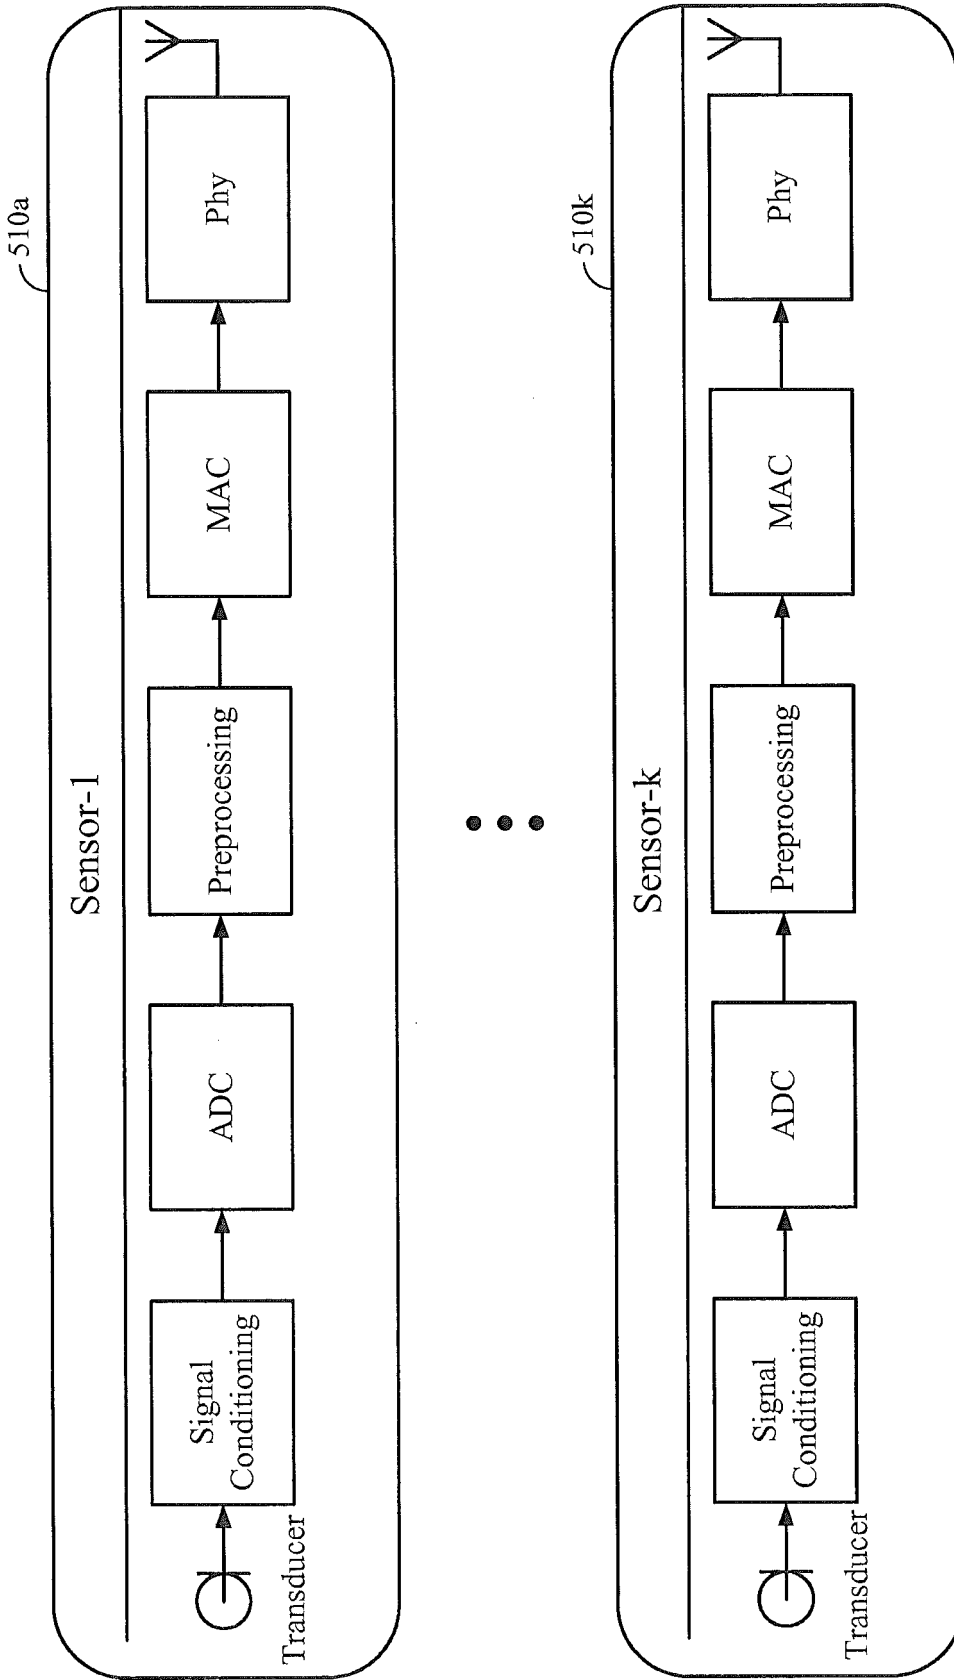 510a
Sensor-1
Transducer
Signal
Conditioning
ADC
Preprocessing
MAC
Phy
510k
Sensor-k
Transducer
Signal
Conditioning
ADC
Preprocessing
MAC
Phy